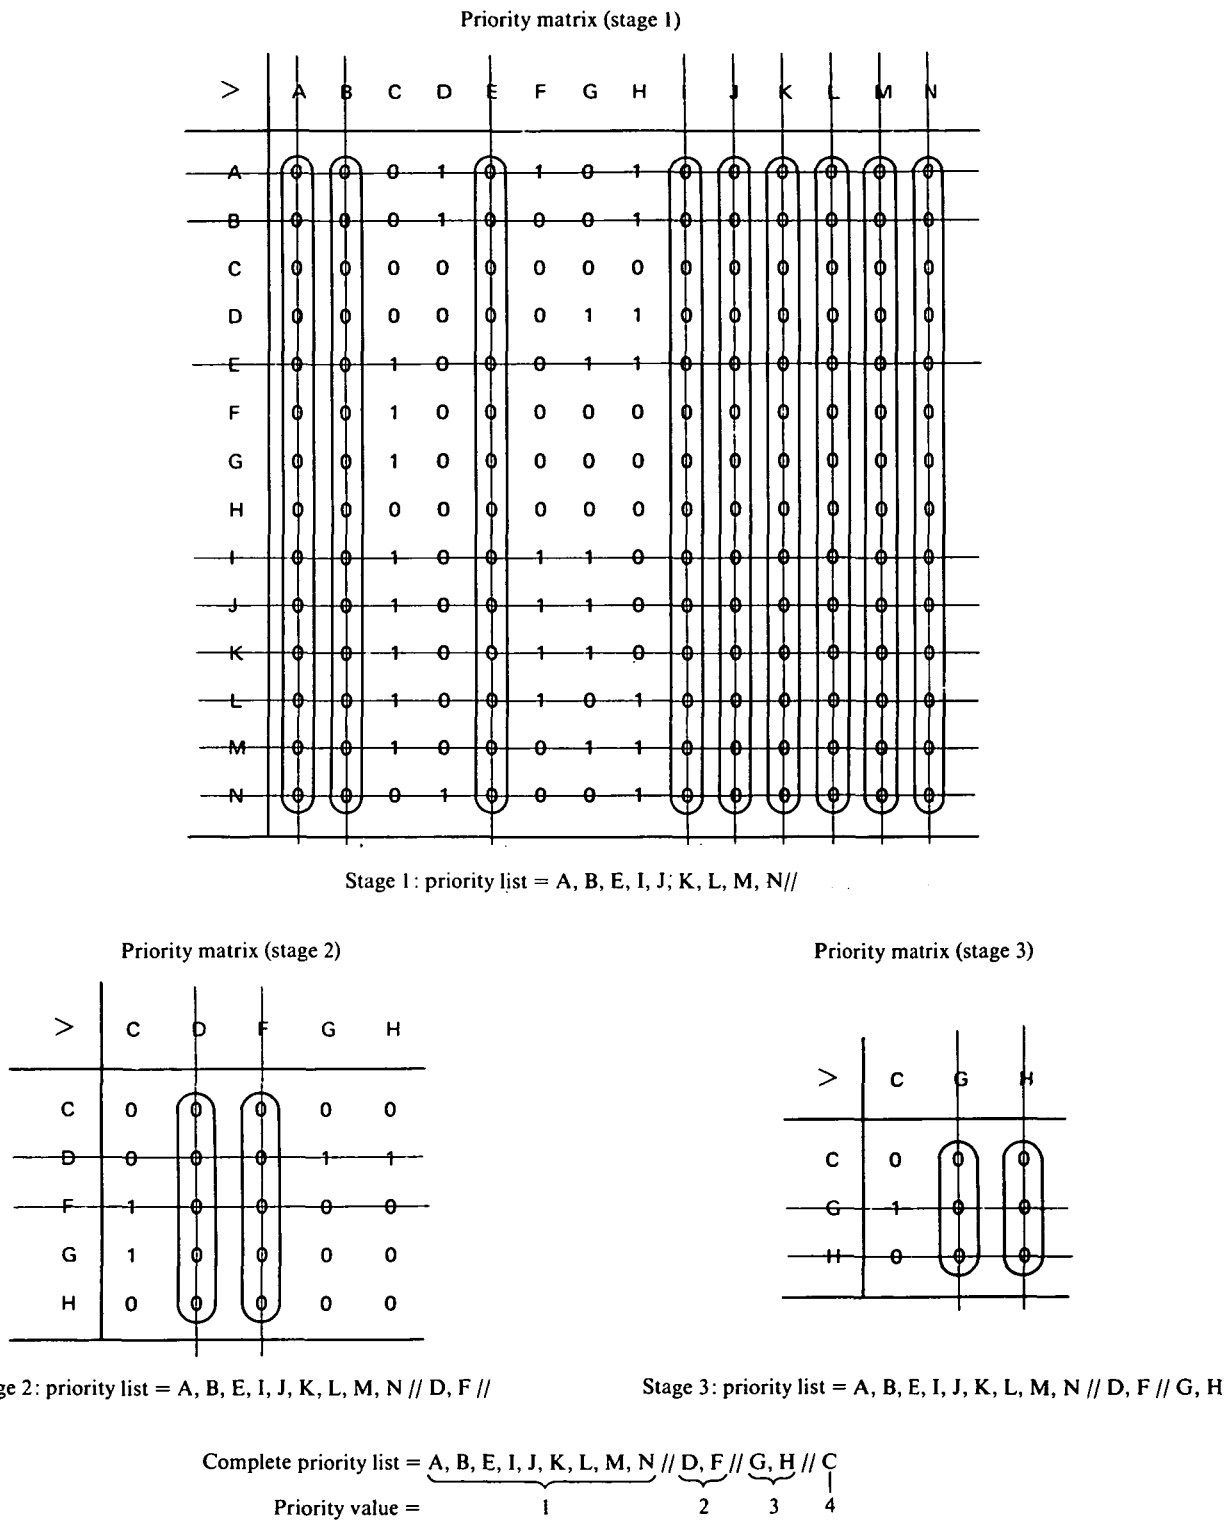 Priority matrix (stage 1)
> A B C D E F G H I J K L M N
A 0 0 0 1 0 1 0 1 0 0 0 0 0 0
B 0 0 0 1 0 0 0 1 0 0 0 0 0 0
C 0 0 0 0 0 0 0 0 0 0 0 0 0 0
D 0 0 0 0 0 0 1 1 0 0 0 0 0 0
E 0 0 1 0 0 0 1 1 0 0 0 0 0 0
F 0 0 1 0 0 0 0 0 0 0 0 0 0 0
G 0 0 1 0 0 0 0 0 0 0 0 0 0 0
H 0 0 0 0 0 0 0 0 0 0 0 0 0 0
I 0 0 1 0 0 1 1 0 0 0 0 0 0 0
J 0 0 1 0 0 1 1 0 0 0 0 0 0 0
K 0 0 1 0 0 1 1 0 0 0 0 0 0 0
L 0 0 1 0 0 1 0 1 0 0 0 0 0 0
M 0 0 1 0 0 0 1 1 0 0 0 0 0 0
N 0 0 0 1 0 0 0 1 0 0 0 0 0 0
Stage 1: priority list = A, B, E, I, J, K, L, M, N//
Priority matrix (stage 2)
> C D F G H
C 0 0 0 0 0
D 0 0 0 1 1
F 1 0 0 0 0
G 1 0 0 0 0
H 0 0 0 0 0
ge 2: priority list = A, B, E, I, J, K, L, M, N // D, F //
Priority matrix (stage 3)
> C G H
C 0 0 0
G 1 0 0
H 0 0 0
Stage 3: priority list = A, B, E, I, J, K, L, M, N // D, F // G, H
Complete priority list = A, B, E, I, J, K, L, M, N // D, F // G, H // C
Priority value = 1 2 3 4